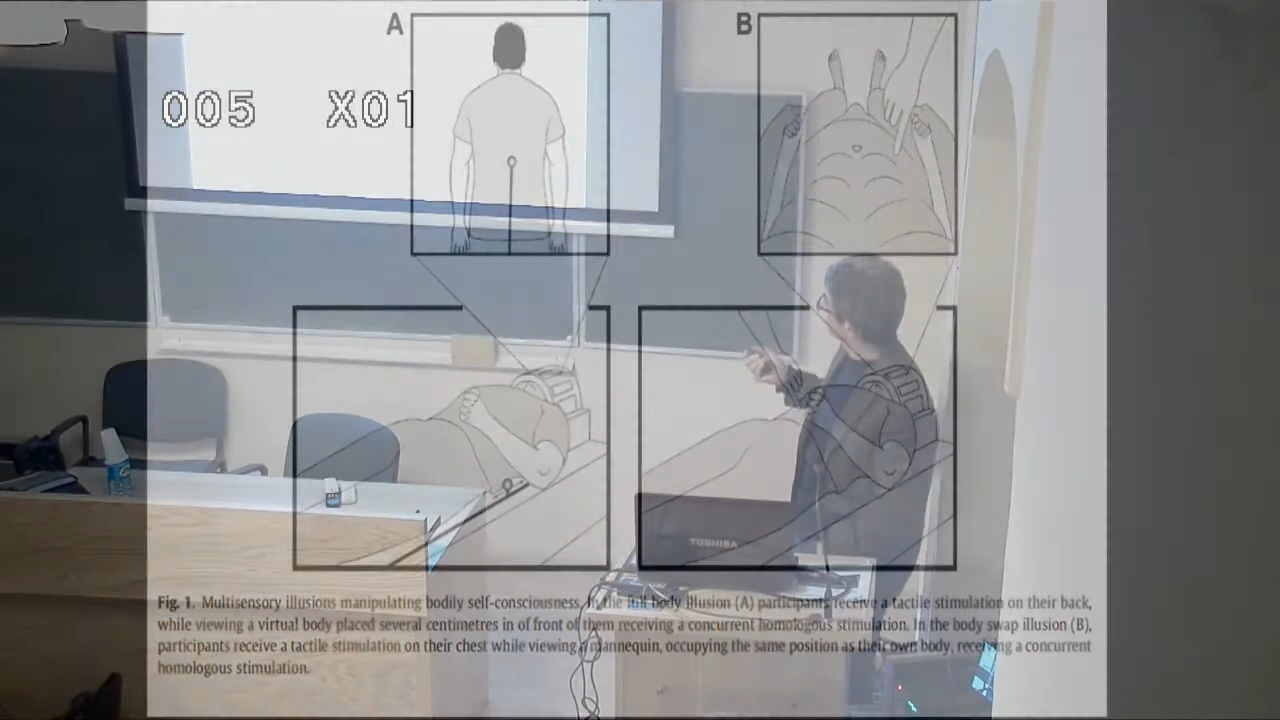 A
B
005 X01
TOSHIBA
Fig. 1. Multisensory illusions manipulating bodily self-consciousness. In the full body illusion (A) participants receive a tactile stimulation on their back,
while viewing a virtual body placed several centimetres in of front of them receiving a concurrent homologous stimulation. In the body swap illusion (B),
participants receive a tactile stimulation on their chest while viewing a mannequin, occupying the same position as their own body, receiving a concurrent
homologous stimulation.